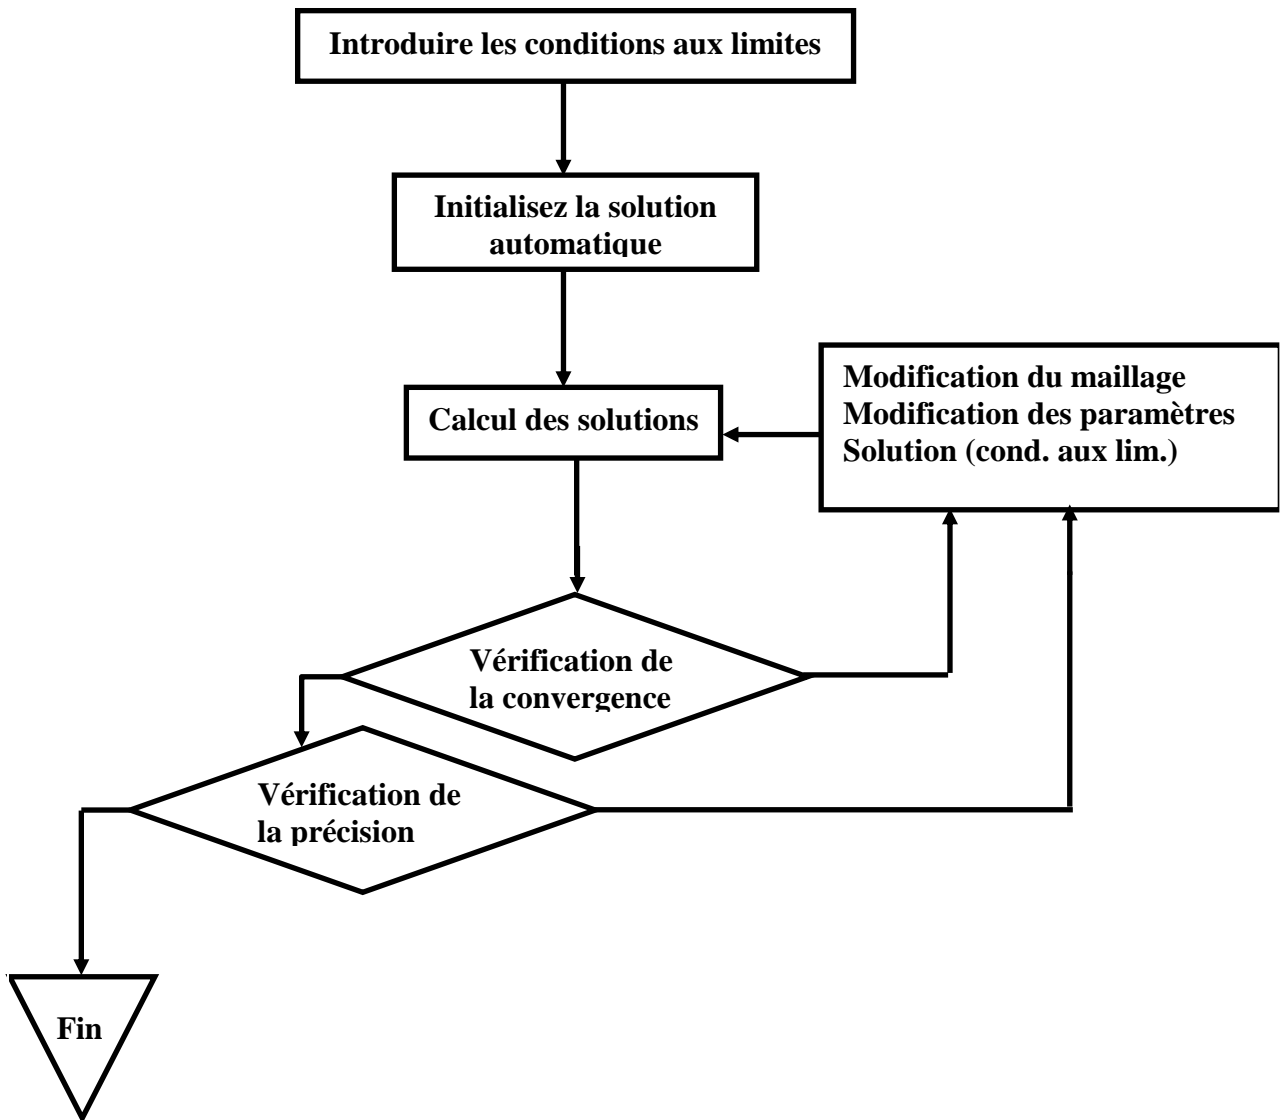 Introduire les conditions aux limites
Initialisez la solution
automatique
Modification du maillage
Modification des paramètres
Solution (cond. aux lim.)
Calcul des solutions
Vérification de
la convergence
Vérification de
la précision
Fin